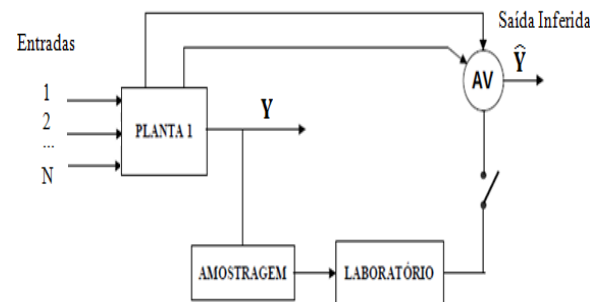 Saída Inferida
Entradas
Ŷ
AV
1
2
...
N
PLANTA 1
Y
AMOSTRAGEM
LABORATÓRIO